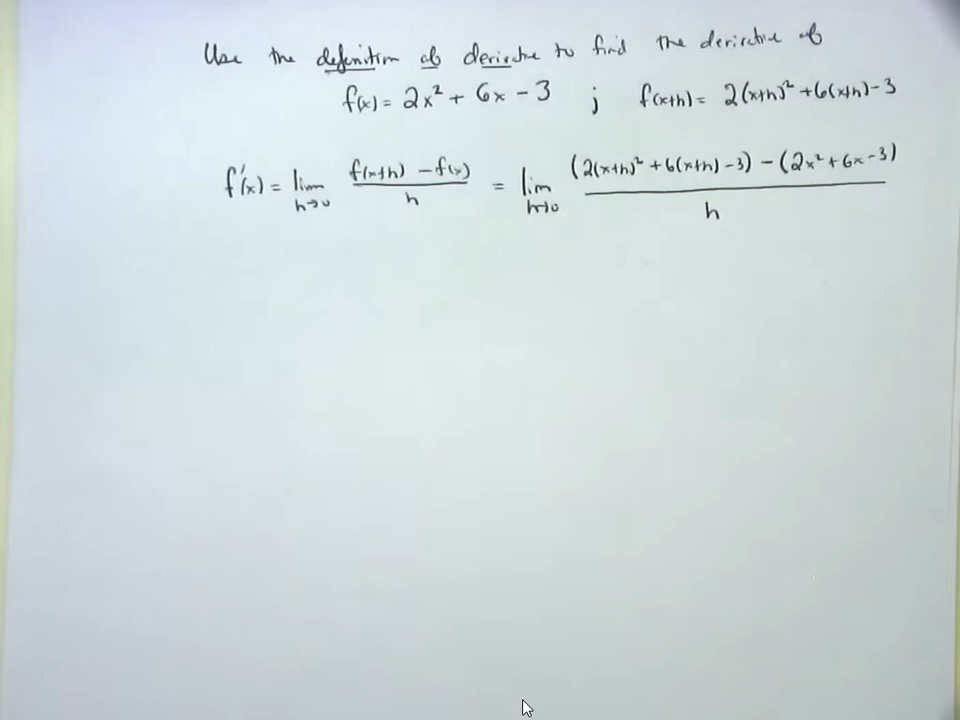 Use the definition of derivative to find the derivative of
f(x) = 2x² + 6x - 3 ; f(x+h) = 2(x+h)² + 6(x+h) - 3
f'(x) = lim h→0 f(x+h) - f(x) / h = lim h→0 (2(x+h)² + 6(x+h) - 3) - (2x² + 6x - 3) / h